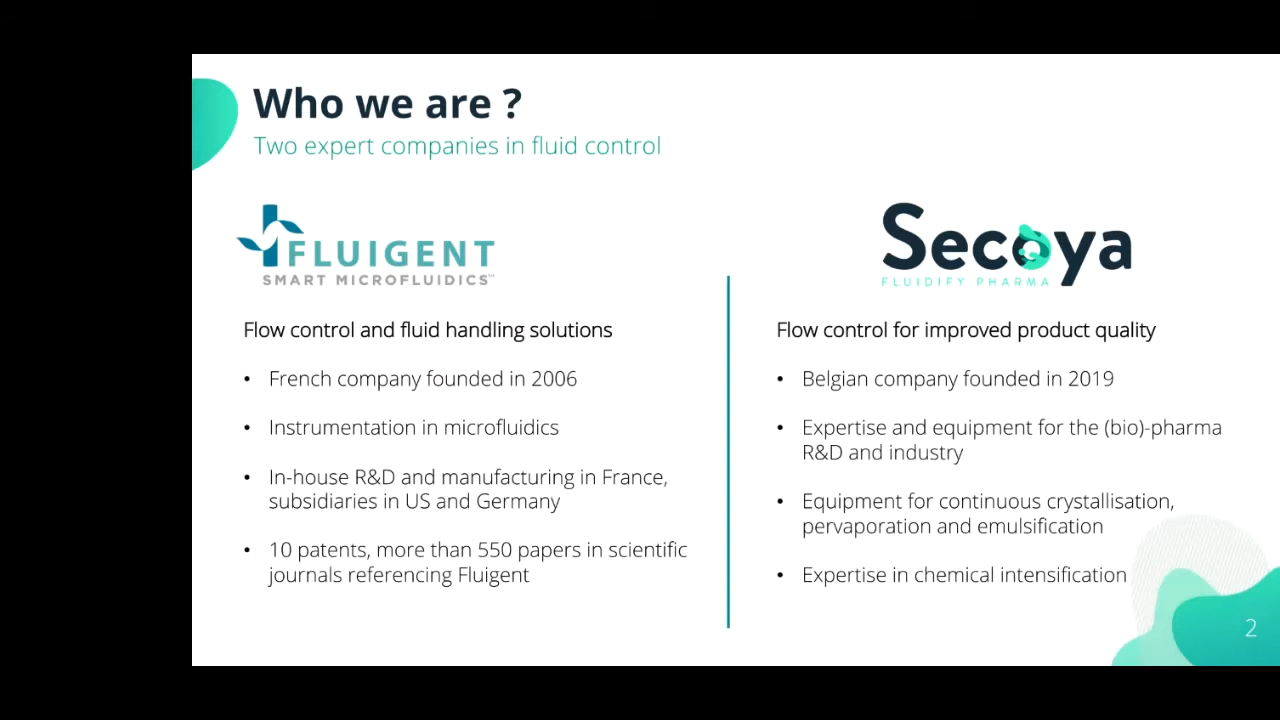 Who we are ?
Two expert companies in fluid control
FLUIGENT
SMART MICROFLUIDICS™
Flow control and fluid handling solutions
• French company founded in 2006
• Instrumentation in microfluidics
• In-house R&D and manufacturing in France,
subsidiaries in US and Germany
• 10 patents, more than 550 papers in scientific
journals referencing Fluigent
Secoya
FLUIDIFY PHARMA
Flow control for improved product quality
• Belgian company founded in 2019
• Expertise and equipment for the (bio)-pharma
R&D and industry
• Equipment for continuous crystallisation,
pervaporation and emulsification
• Expertise in chemical intensification
2